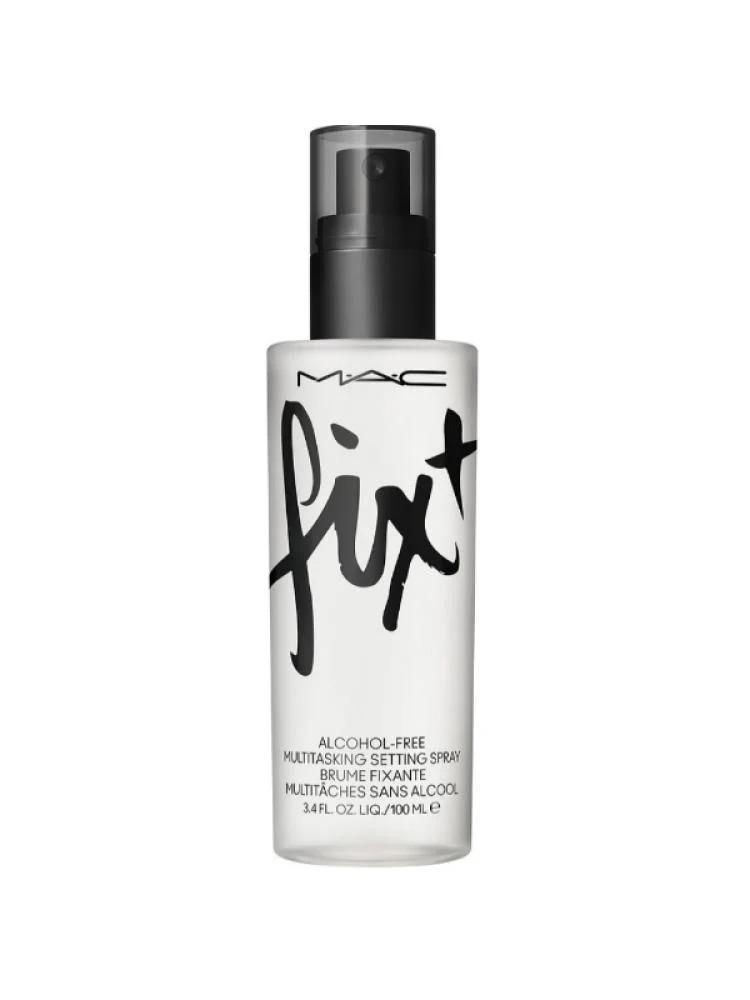 M·A·C
fix+
ALCOHOL-FREE
MULTITASKING SETTING SPRAY
BRUME FIXANTE
MULTITÂCHES SANS ALCOOL
3.4 FL. OZ. LIQ./100 ML ℮